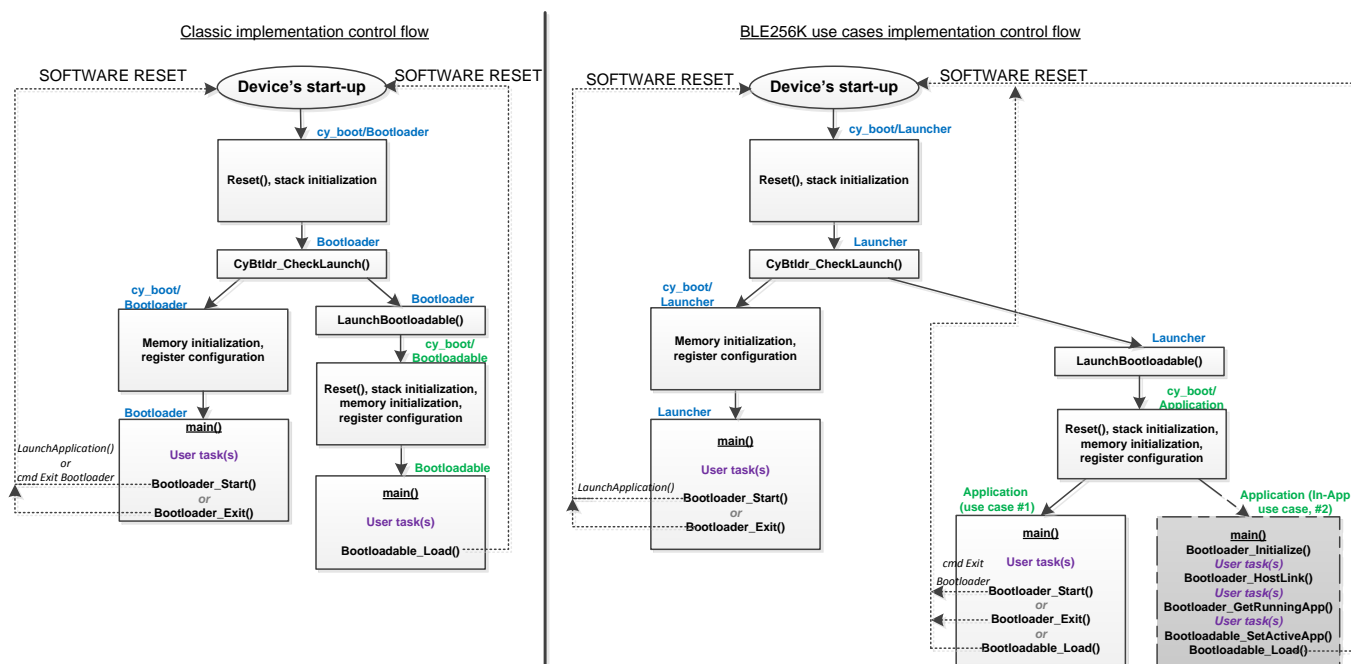 Classic implementation control flow
SOFTWARE RESET
SOFTWARE RESET
Device's start-up
cy_boot/Bootloader
Reset(), stack initialization
Bootloader
CyBtldr_CheckLaunch()
cy_boot/
Bootloader
Memory initialization,
register configuration
Bootloader
LaunchBootloadable()
cy_boot/
Bootloadable
Reset(), stack initialization,
memory initialization,
register configuration
Bootloader
main()
User task(s)
LaunchApplication()
or
cmd Exit Bootloader
Bootloader_Start()
or
Bootloader_Exit()
Bootloadable
main()
User task(s)
Bootloadable_Load()
BLE256K use cases implementation control flow
SOFTWARE RESET
SOFTWARE RESET
Device's start-up
cy_boot/Launcher
Reset(), stack initialization
Launcher
CyBtldr_CheckLaunch()
cy_boot/
Launcher
Memory initialization,
register configuration
Launcher
LaunchBootloadable()
cy_boot/
Application
Reset(), stack initialization,
memory initialization,
register configuration
Launcher
main()
User task(s)
LaunchApplication()
Bootloader_Start()
or
Bootloader_Exit()
Application
(use case #1)
main()
User task(s)
cmd Exit
Bootloader
Bootloader_Start()
or
Bootloader_Exit()
or
Bootloadable_Load()
Application (In-App
use case, #2)
main()
Bootloader_Initialize()
User task(s)
Bootloader_HostLink()
User task(s)
Bootloader_GetRunningApp()
User task(s)
Bootloadable_SetActiveApp()
Bootloadable_Load()